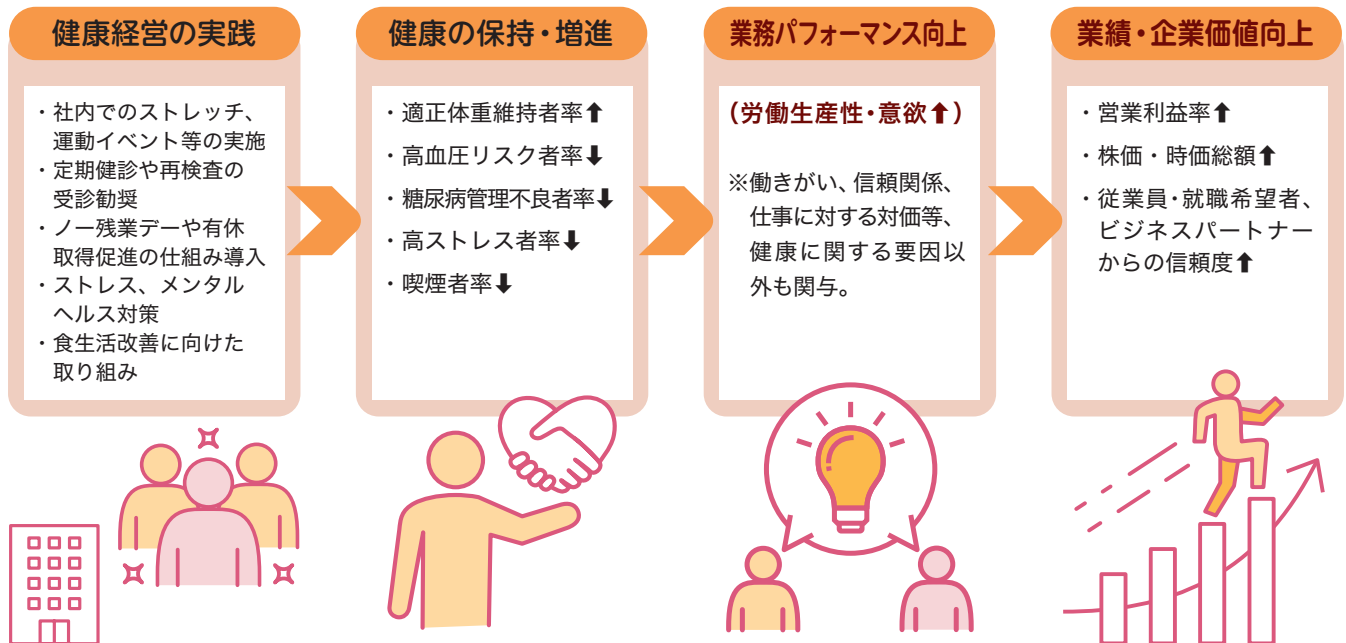 健康経営の実践
・社内でのストレッチ、
運動イベント等の実施
・定期健診や再検査の
受診勧奨
・ノー残業デーや有休
取得促進の仕組み導入
・ストレス、メンタル
ヘルス対策
・食生活改善に向けた
取り組み
健康の保持・増進
・適正体重維持者率⬆
・高血圧リスク者率⬇
・糖尿病管理不良者率⬇
・高ストレス者率⬇
・喫煙者率⬇
業務パフォーマンス向上
（労働生産性・意欲⬆）
※働きがい、信頼関係、
仕事に対する対価等、
健康に関する要因以
外も関与。
業績・企業価値向上
・営業利益率⬆
・株価・時価総額⬆
・従業員・就職希望者、
ビジネスパートナー
からの信頼度⬆